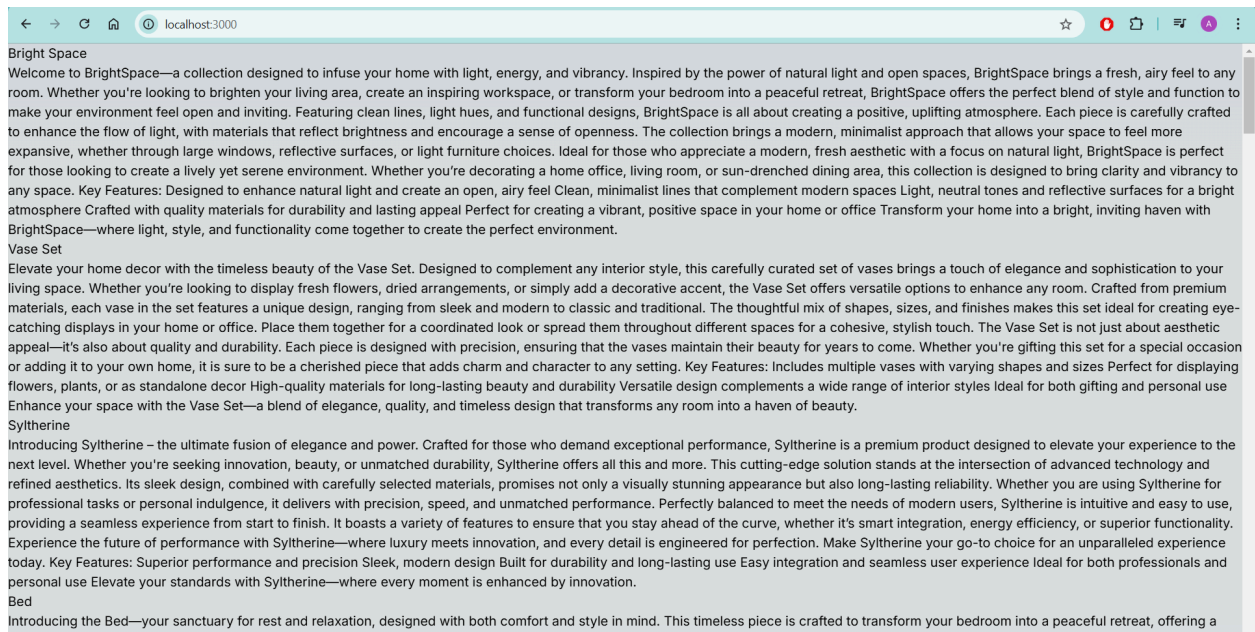 localhost:3000
A
Bright Space
Welcome to BrightSpace—a collection designed to infuse your home with light, energy, and vibrancy. Inspired by the power of natural light and open spaces, BrightSpace brings a fresh, airy feel to any
room. Whether you're looking to brighten your living area, create an inspiring workspace, or transform your bedroom into a peaceful retreat, BrightSpace offers the perfect blend of style and function to
make your environment feel open and inviting. Featuring clean lines, light hues, and functional designs, BrightSpace is all about creating a positive, uplifting atmosphere. Each piece is carefully crafted
to enhance the flow of light, with materials that reflect brightness and encourage a sense of openness. The collection brings a modern, minimalist approach that allows your space to feel more
expansive, whether through large windows, reflective surfaces, or light furniture choices. Ideal for those who appreciate a modern, fresh aesthetic with a focus on natural light, BrightSpace is perfect
for those looking to create a lively yet serene environment. Whether you’re decorating a home office, living room, or sun-drenched dining area, this collection is designed to bring clarity and vibrancy to
any space. Key Features: Designed to enhance natural light and create an open, airy feel Clean, minimalist lines that complement modern spaces Light, neutral tones and reflective surfaces for a bright
atmosphere Crafted with quality materials for durability and lasting appeal Perfect for creating a vibrant, positive space in your home or office Transform your home into a bright, inviting haven with
BrightSpace—where light, style, and functionality come together to create the perfect environment.
Vase Set
Elevate your home decor with the timeless beauty of the Vase Set. Designed to complement any interior style, this carefully curated set of vases brings a touch of elegance and sophistication to your
living space. Whether you’re looking to display fresh flowers, dried arrangements, or simply add a decorative accent, the Vase Set offers versatile options to enhance any room. Crafted from premium
materials, each vase in the set features a unique design, ranging from sleek and modern to classic and traditional. The thoughtful mix of shapes, sizes, and finishes makes this set ideal for creating eye-
catching displays in your home or office. Place them together for a coordinated look or spread them throughout different spaces for a cohesive, stylish touch. The Vase Set is not just about aesthetic
appeal—it’s also about quality and durability. Each piece is designed with precision, ensuring that the vases maintain their beauty for years to come. Whether you're gifting this set for a special occasion
or adding it to your own home, it is sure to be a cherished piece that adds charm and character to any setting. Key Features: Includes multiple vases with varying shapes and sizes Perfect for displaying
flowers, plants, or as standalone decor High-quality materials for long-lasting beauty and durability Versatile design complements a wide range of interior styles Ideal for both gifting and personal use
Enhance your space with the Vase Set—a blend of elegance, quality, and timeless design that transforms any room into a haven of beauty.
Syltherine
Introducing Syltherine – the ultimate fusion of elegance and power. Crafted for those who demand exceptional performance, Syltherine is a premium product designed to elevate your experience to the
next level. Whether you're seeking innovation, beauty, or unmatched durability, Syltherine offers all this and more. This cutting-edge solution stands at the intersection of advanced technology and
refined aesthetics. Its sleek design, combined with carefully selected materials, promises not only a visually stunning appearance but also long-lasting reliability. Whether you are using Syltherine for
professional tasks or personal indulgence, it delivers with precision, speed, and unmatched performance. Perfectly balanced to meet the needs of modern users, Syltherine is intuitive and easy to use,
providing a seamless experience from start to finish. It boasts a variety of features to ensure that you stay ahead of the curve, whether it’s smart integration, energy efficiency, or superior functionality.
Experience the future of performance with Syltherine—where luxury meets innovation, and every detail is engineered for perfection. Make Syltherine your go-to choice for an unparalleled experience
today. Key Features: Superior performance and precision Sleek, modern design Built for durability and long-lasting use Easy integration and seamless user experience Ideal for both professionals and
personal use Elevate your standards with Syltherine—where every moment is enhanced by innovation.
Bed
Introducing the Bed—your sanctuary for rest and relaxation, designed with both comfort and style in mind. This timeless piece is crafted to transform your bedroom into a peaceful retreat, offering a